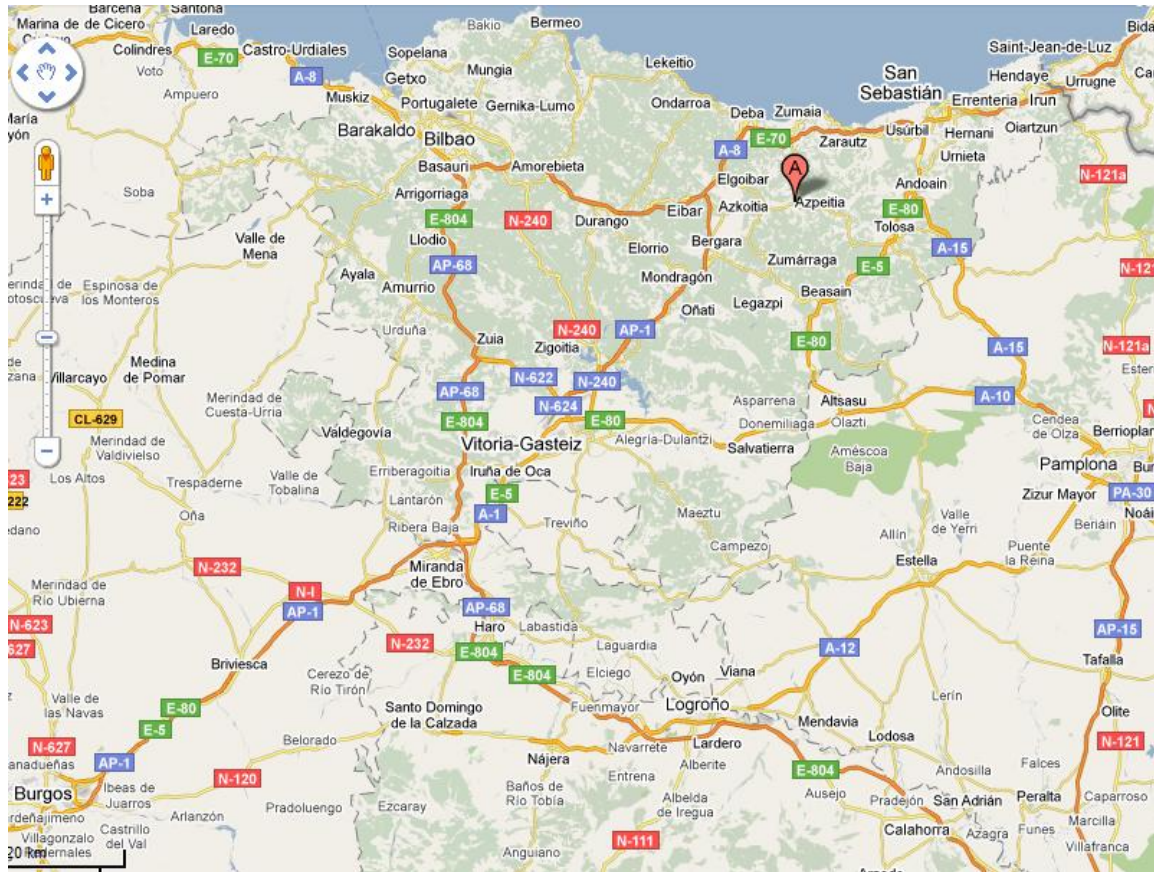 Barcena
Santona
Marina de de Cicero
Laredo
Bakio
Bermeo
Colindres
E-70
Castro-Urdiales
Sopelana
Lekeitio
Saint-Jean-de-Luz
Voto
A-8
Getxo
Mungia
San
Sebastián
Hendaye
Urrugne
Ampuero
Muskiz
Portugalete
Gernika-Lumo
Ondarroa
Deba
Zumaia
Errenteria
Irun
María
Barakaldo
Bilbao
E-70
Zarautz
Usúrbil
Hernani
Oiartzun
Basauri
Amorebieta
A-8
A
Urnieta
Soba
Arrigorriaga
Elgoibar
Andoain
N-121a
E-804
N-240
Durango
Eibar
Azkoitia
Azpeitia
E-80
Tolosa
Valle de
Mena
Llodio
Elorrio
Bergara
Zumárraga
A-15
Ayala
AP-68
Mondragón
E-5
Espinosa de
los Monteros
Amurrio
Oñati
Legazpi
Beasain
Urduña
Zuia
N-240
Zigoitia
AP-1
E-80
A-15
N-121a
Medina
de Pomar
Villarcayo
N-622
N-240
AP-68
Merindad de
Cuesta-Urria
N-624
Asparrena
Altsasu
A-10
CL-629
E-804
E-80
Donemiliaga
Olazti
Cendea
de Olza
Merindad de
Valdivielso
Valdegovía
Vitoria-Gasteiz
Alegría-Dulantzi
Salvatierra
Berrioplan
Améscoa
Baja
Los Altos
Trespaderne
Valle de
Tobalina
Erriberagoitia
Iruña de Oca
Pamplona
Lantarón
E-5
Zizur Mayor
PA-30
Oña
A-1
Treviño
Maeztu
Valle
de Yerri
Beriáin
Ribera Baja
Allín
Puente
la Reina
Campezo
N-232
Miranda
de Ebro
Estella
Merindad de
Río Ubierna
N-I
AP-1
AP-68
N-623
Haro
Labastida
AP-15
N-232
Laguardia
A-12
Briviesca
E-804
Cerezo de
Río Tirón
E-804
Elciego
Oyón
Viana
Tafalla
Valle de
las Navas
E-80
Santo Domingo
de la Calzada
Fuenmayor
Logroño
Lerín
Olite
E-5
Mendavia
N-627
Belorado
Navarrete
Lardero
Lodosa
N-121
AP-1
Nájera
Alberite
N-120
Entrena
E-804
Andosilla
Falces
Burgos
Ibeas de
Juarros
Pradoluengo
Ezcaray
Baños de
Río Tobía
Albelda
de Iregua
Ausejo
Pradejón
San Adrián
Peralta
Caparroso
Arlanzón
Calahorra
Azagra
Funes
Marcilla
Castrillo
del Val
Villagonzalo
N-111
Villafranca
Anguiano
20 km